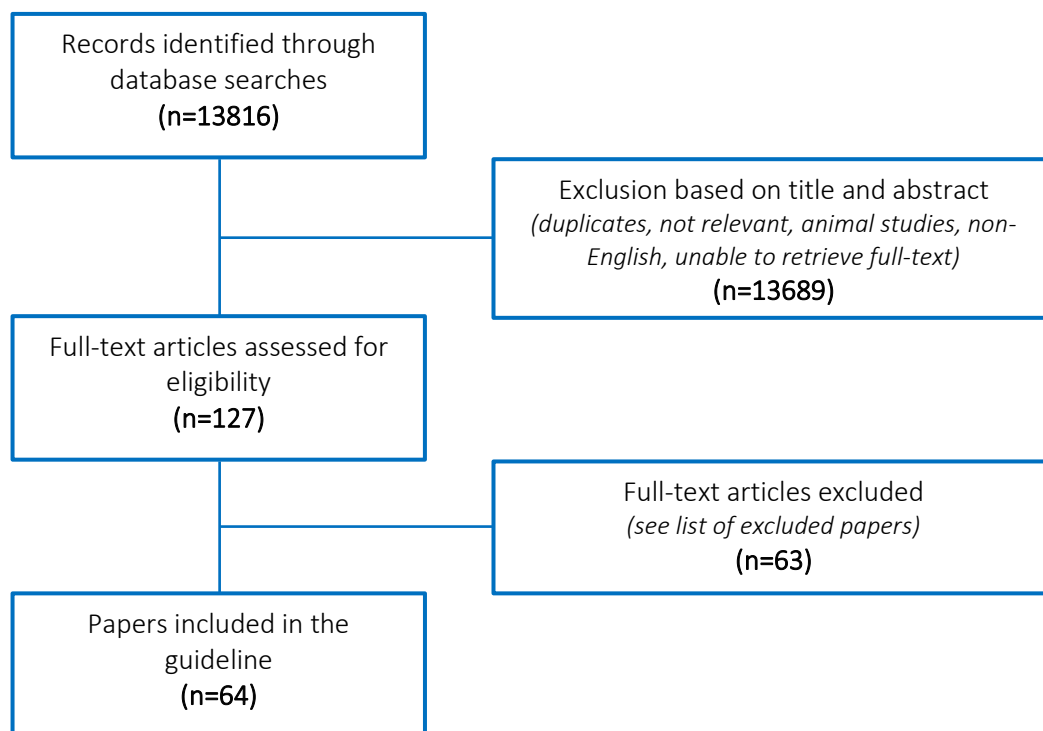 Records identified through
database searches
(n=13816)
Exclusion based on title and abstract
(duplicates, not relevant, animal studies, non-
English, unable to retrieve full-text)
(n=13689)
Full-text articles assessed for
eligibility
(n=127)
Full-text articles excluded
(see list of excluded papers)
(n=63)
Papers included in the
guideline
(n=64)